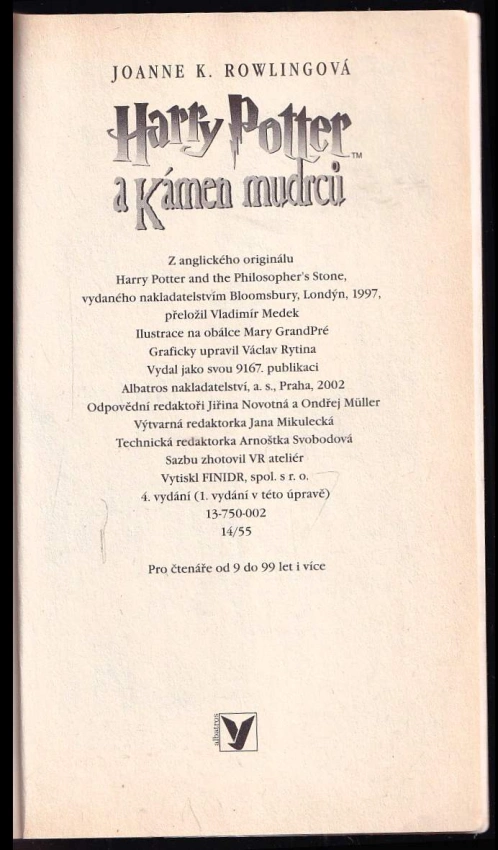 JOANNE K. ROWLINGOVÁ
Harry Potter™
a Kámen mudrců
Z anglického originálu
Harry Potter and the Philosopher's Stone,
vydaného nakladatelstvím Bloomsbury, Londýn, 1997,
přeložil Vladimír Medek
Ilustrace na obálce Mary GrandPré
Graficky upravil Václav Rytina
Vydal jako svou 9167. publikaci
Albatros nakladatelství, a. s., Praha, 2002
Odpovědní redaktoři Jiřina Novotná a Ondřej Müller
Výtvarná redaktorka Jana Mikulecká
Technická redaktorka Arnoštka Svobodová
Sazbu zhotovil VR ateliér
Vytiskl FINIDR, spol. s r. o.
4. vydání (1. vydání v této úpravě)
13-750-002
14/55
Pro čtenáře od 9 do 99 let i více
albatros